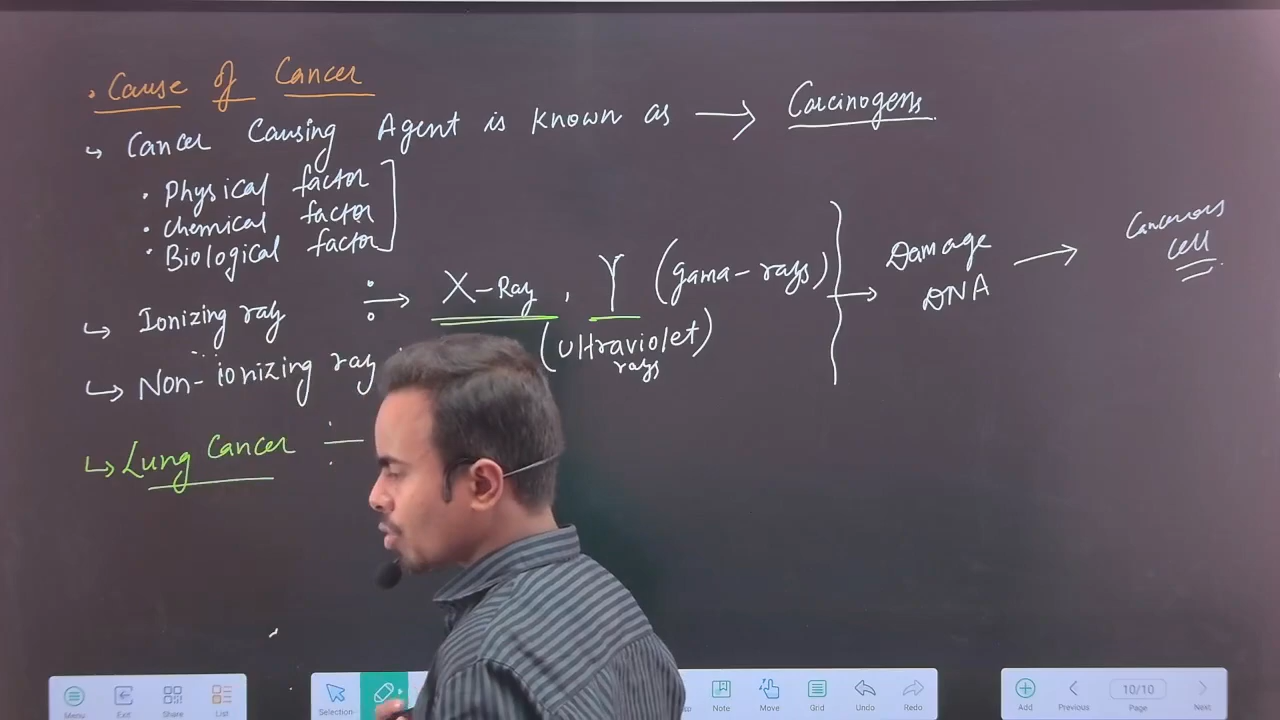 . Cause of Cancer
↳ Cancer Causing Agent is known as → Carcinogens.
. Physical factor
. chemical factor
. Biological factor
↳ Ionizing ray ÷→ X-Ray, γ (gama-rays)
↳ Non-ionizing ray (ultraviolet rays)
→ Damage DNA → Cancerous cell
↳ Lung Cancer ÷
Menu Exit Share List Selection Note Move Grid Undo Redo Add Previous 10/10 Page Next